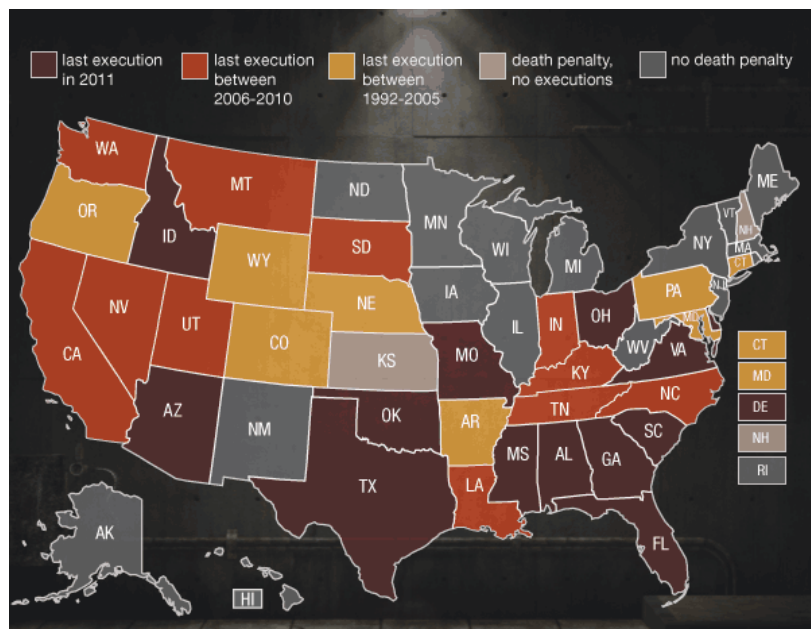 last execution
in 2011
last execution
between
2006-2010
last execution
between
1992-2005
death penalty,
no executions
no death penalty
WA
MT
ND
MN
ME
VT
NH
OR
ID
WY
SD
WI
MI
NY
MA
CT
NV
UT
NE
IA
PA
NJ
CA
CO
KS
MO
IL
IN
OH
WV
MD
VA
KY
CT
MD
DE
NH
RI
AZ
NM
OK
AR
TN
NC
SC
TX
LA
MS
AL
GA
FL
AK
HI